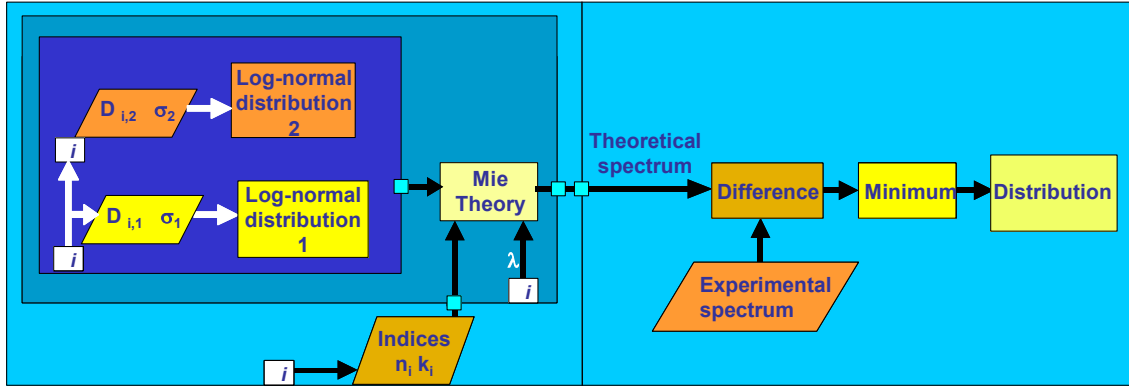 D i,2 σ2
Log-normal
distribution
2
i
D i,1 σ1
Log-normal
distribution
1
i
Mie
Theory
λ
i
Indices
ni ki
i
Theoretical
spectrum
Difference
Minimum
Distribution
Experimental
spectrum